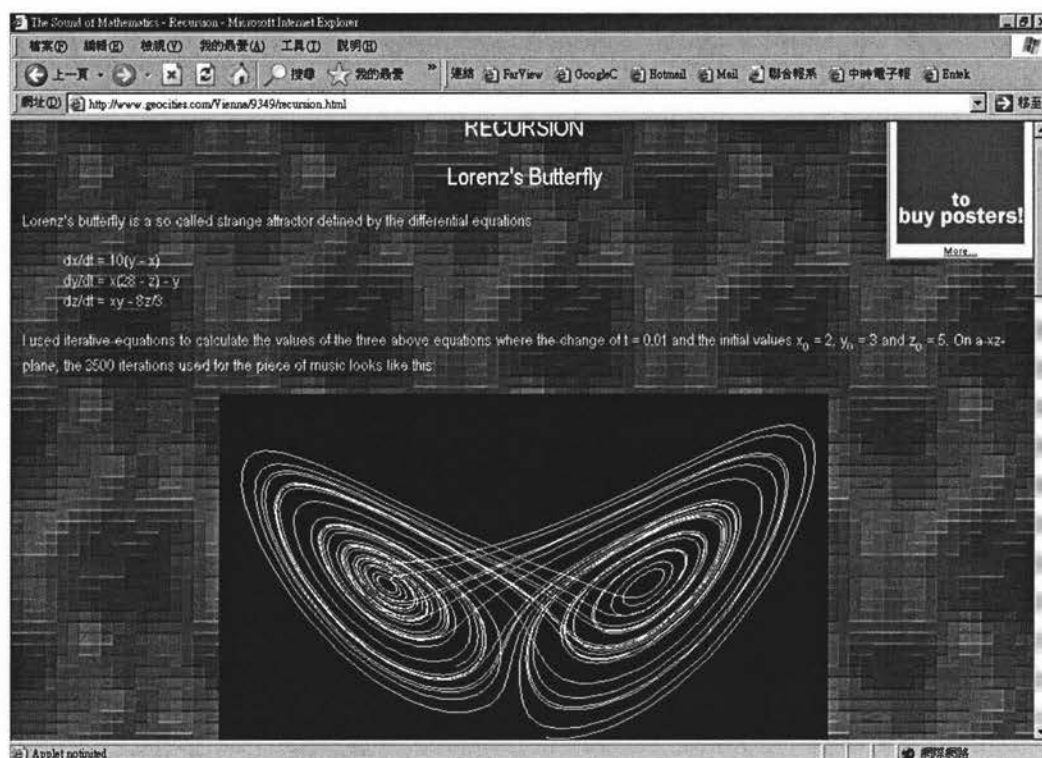 The Sound of Mathematics - Recursion - Microsoft Internet Explorer
檔案(F) 編輯(E) 檢視(V) 我的最愛(A) 工具(T) 說明(H)
上一頁 搜尋 我的最愛 » 連結 FarView GoogleC Hotmail Mail 聯合報系 中時電子報 Entek
網址(D) http://www.geocities.com/Vienna/9349/recursion.html 移至
RECURSION
Lorenz's Butterfly
to
buy posters!
More...
Lorenz's butterfly is a so called strange attractor defined by the differential equations
dx/dt = 10(y - x)
dy/dt = x(28 - z) - y
dz/dt = xy - 8z/3
I used iterative equations to calculate the values of the three above equations where the change of t = 0.01 and the initial values x₀ = 2, y₀ = 3 and z₀ = 5. On a xz-
plane, the 3500 iterations used for the piece of music looks like this:
Applet notinited 網際網路